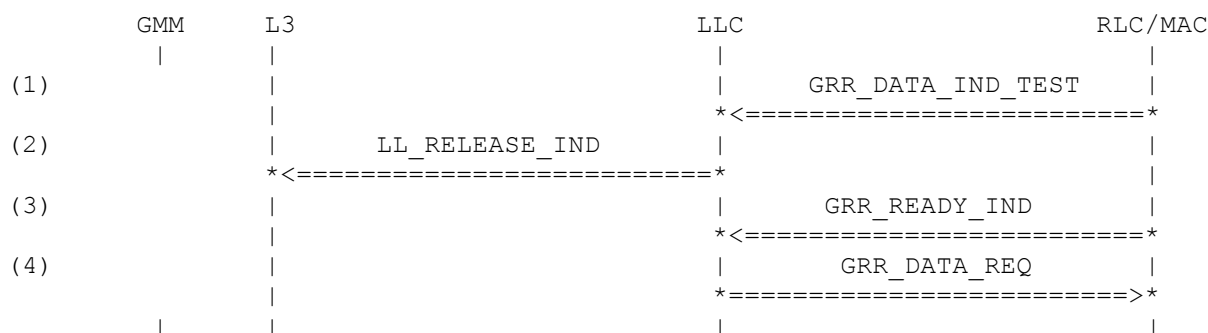 GMM L3 LLC RLC/MAC
| | | |
(1) | | GRR_DATA_IND_TEST |
| *<=========================*
(2) | LL_RELEASE_IND | |
*<==========================* |
(3) | | GRR_READY_IND |
| *<=========================*
(4) | | GRR_DATA_REQ |
| *=========================>*
| | | |